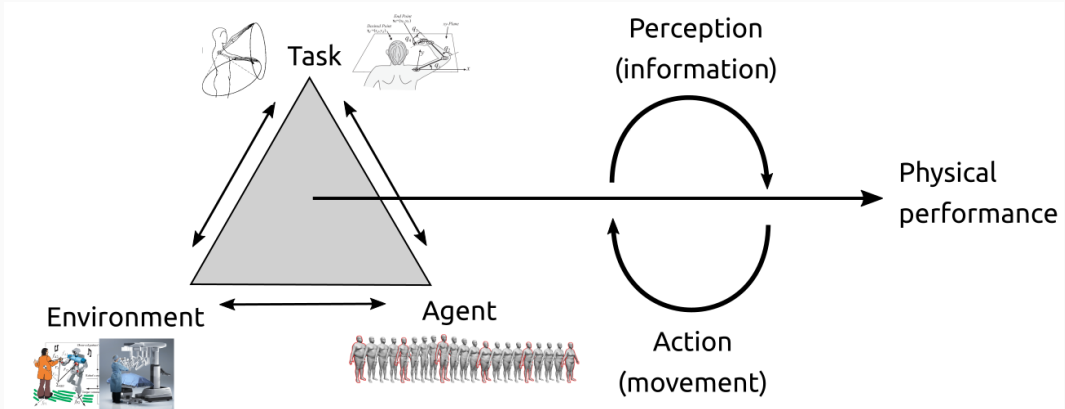 Task
Perception
(information)
Physical
performance
Environment
Agent
Action
(movement)